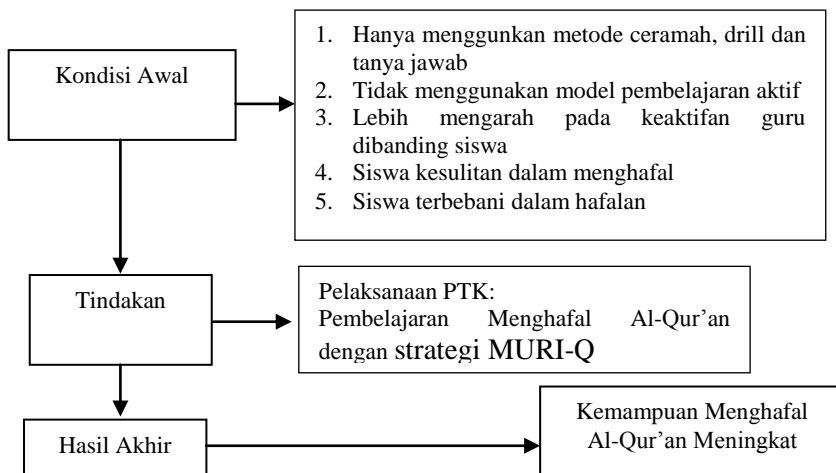 Kondisi Awal
1. Hanya menggunkan metode ceramah, drill dan
tanya jawab
2. Tidak menggunakan model pembelajaran aktif
3. Lebih mengarah pada keaktifan guru
dibanding siswa
4. Siswa kesulitan dalam menghafal
5. Siswa terbebani dalam hafalan
Tindakan
Pelaksanaan PTK:
Pembelajaran Menghafal Al-Qur’an
dengan strategi MURI-Q
Hasil Akhir
Kemampuan Menghafal
Al-Qur’an Meningkat